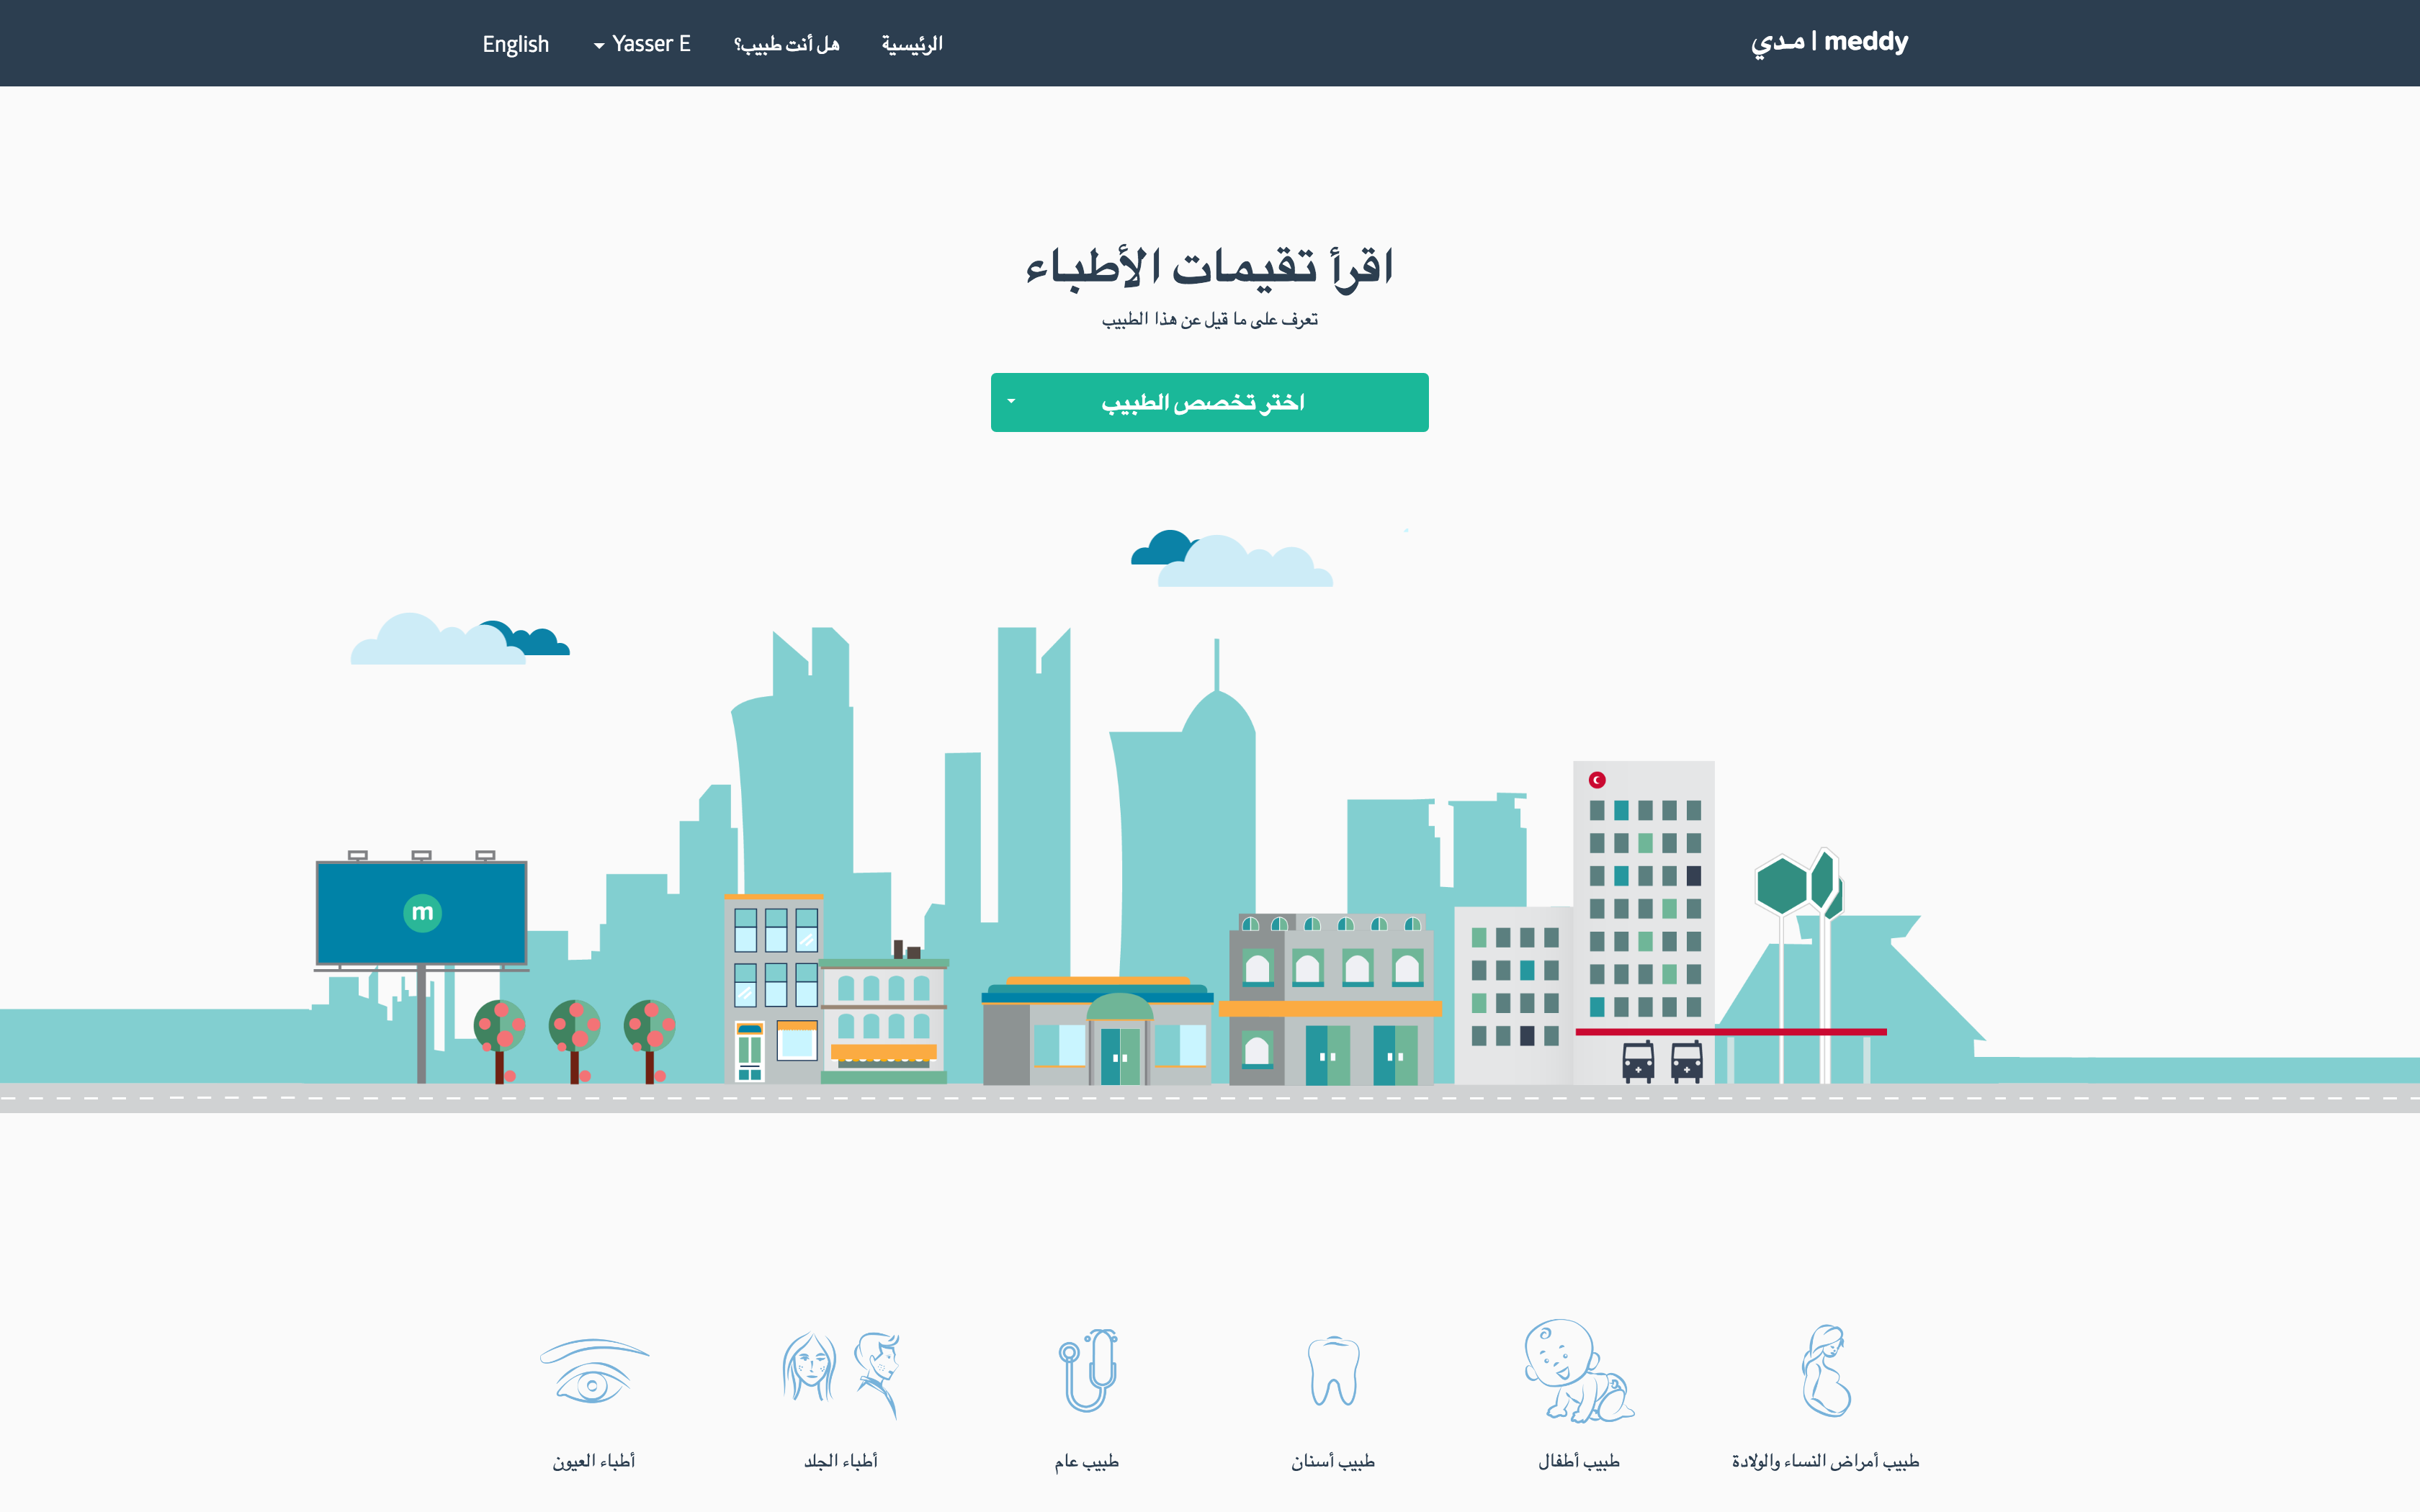 meddy | مدي
الرئيسية
هل أنت طبيب؟
Yasser E
English
اقرأ تقيمات الأطباء
تعرف على ما قيل عن هذا الطبيب
اختر تخصص الطبيب
m
طبيب أمراض النساء والولادة
طبيب أطفال
طبيب أسنان
طبيب عام
أطباء الجلد
أطباء العيون